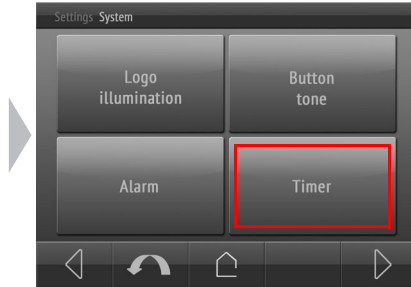 Settings System
Logo
illumination
Button
tone
Alarm
Timer